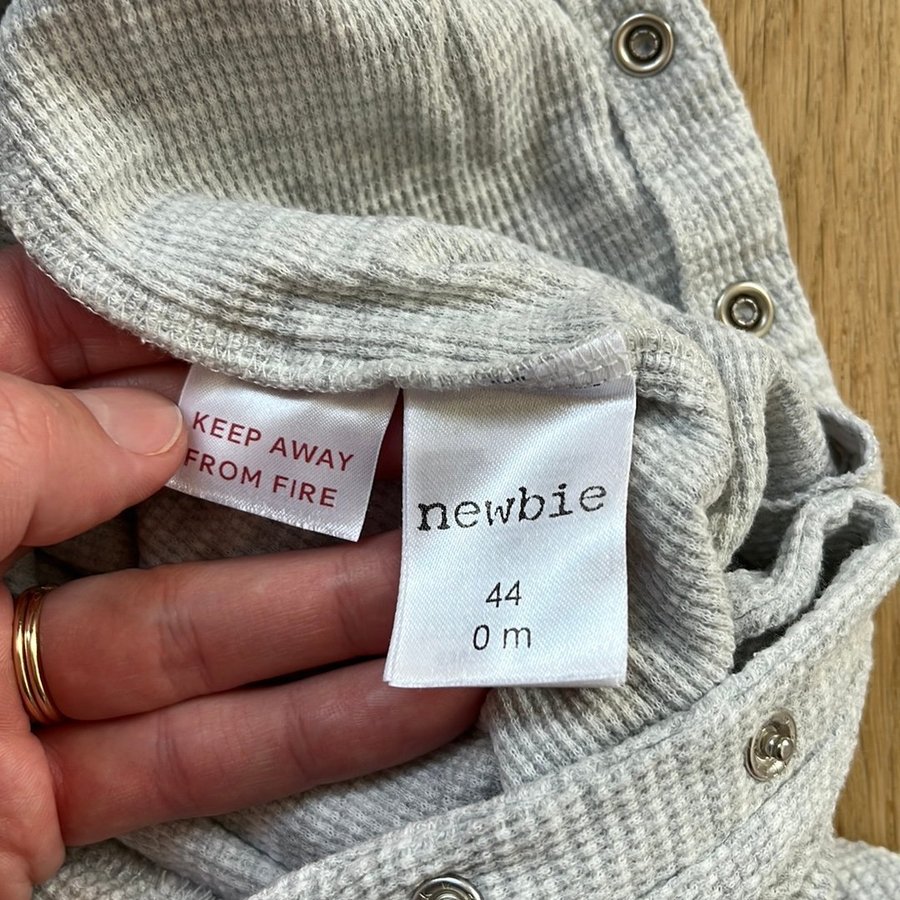 KEEP AWAY
FROM FIRE
newbie
44
0 m